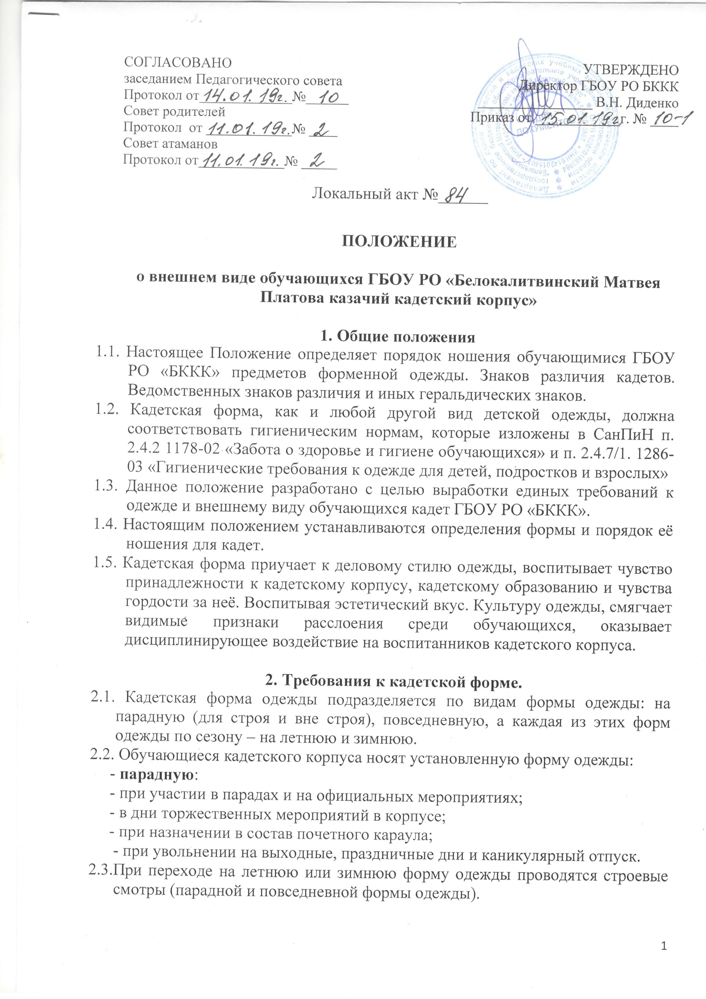 СОГЛАСОВАНО
заседанием Педагогического совета
Протокол от 14.01.19г. № 10
Совет родителей
Протокол от 11.01.19г. № 2
Совет атаманов
Протокол от 11.01.19г. № 2
УТВЕРЖДЕНО
Директор ГБОУ РО БККК
В.Н. Диденко
Приказ от 15.01.19г.г. № 10-1
Локальный акт № 84
ПОЛОЖЕНИЕ
о внешнем виде обучающихся ГБОУ РО «Белокалитвинский Матвея
Платова казачий кадетский корпус»
1. Общие положения
1.1. Настоящее Положение определяет порядок ношения обучающимися ГБОУ
РО «БККК» предметов форменной одежды. Знаков различия кадетов.
Ведомственных знаков различия и иных геральдических знаков.
1.2. Кадетская форма, как и любой другой вид детской одежды, должна
соответствовать гигиеническим нормам, которые изложены в СанПиН п.
2.4.2 1178-02 «Забота о здоровье и гигиене обучающихся» и п. 2.4.7/1. 1286-
03 «Гигиенические требования к одежде для детей, подростков и взрослых»
1.3. Данное положение разработано с целью выработки единых требований к
одежде и внешнему виду обучающихся кадет ГБОУ РО «БККК».
1.4. Настоящим положением устанавливаются определения формы и порядок её
ношения для кадет.
1.5. Кадетская форма приучает к деловому стилю одежды, воспитывает чувство
принадлежности к кадетскому корпусу, кадетскому образованию и чувства
гордости за неё. Воспитывая эстетический вкус. Культуру одежды, смягчает
видимые признаки расслоения среди обучающихся, оказывает
дисциплинирующее воздействие на воспитанников кадетского корпуса.
2. Требования к кадетской форме.
2.1. Кадетская форма одежды подразделяется по видам формы одежды: на
парадную (для строя и вне строя), повседневную, а каждая из этих форм
одежды по сезону – на летнюю и зимнюю.
2.2. Обучающиеся кадетского корпуса носят установленную форму одежды:
- парадную:
- при участии в парадах и на официальных мероприятиях;
- в дни торжественных мероприятий в корпусе;
- при назначении в состав почетного караула;
- при увольнении на выходные, праздничные дни и каникулярный отпуск.
2.3.При переходе на летнюю или зимнюю форму одежды проводятся строевые
смотры (парадной и повседневной формы одежды).
1